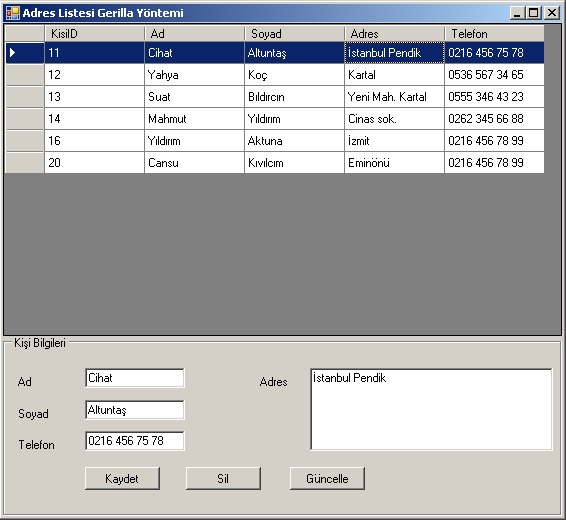 Adres Listesi Gerilla Yöntemi
KisiID Ad Soyad Adres Telefon
11 Cihat Altuntaş İstanbul Pendik 0216 456 75 78
12 Yahya Koç Kartal 0536 567 34 65
13 Suat Bıldırcın Yeni Mah. Kartal 0555 346 43 23
14 Mahmut Yıldırım Cinas sok. 0262 345 66 88
16 Yıldırım Aktuna İzmit 0216 456 78 99
20 Cansu Kıvılcım Eminönü 0216 456 78 99
Kişi Bilgileri
Ad Cihat Adres İstanbul Pendik
Soyad Altuntaş
Telefon 0216 456 75 78
Kaydet Sil Güncelle